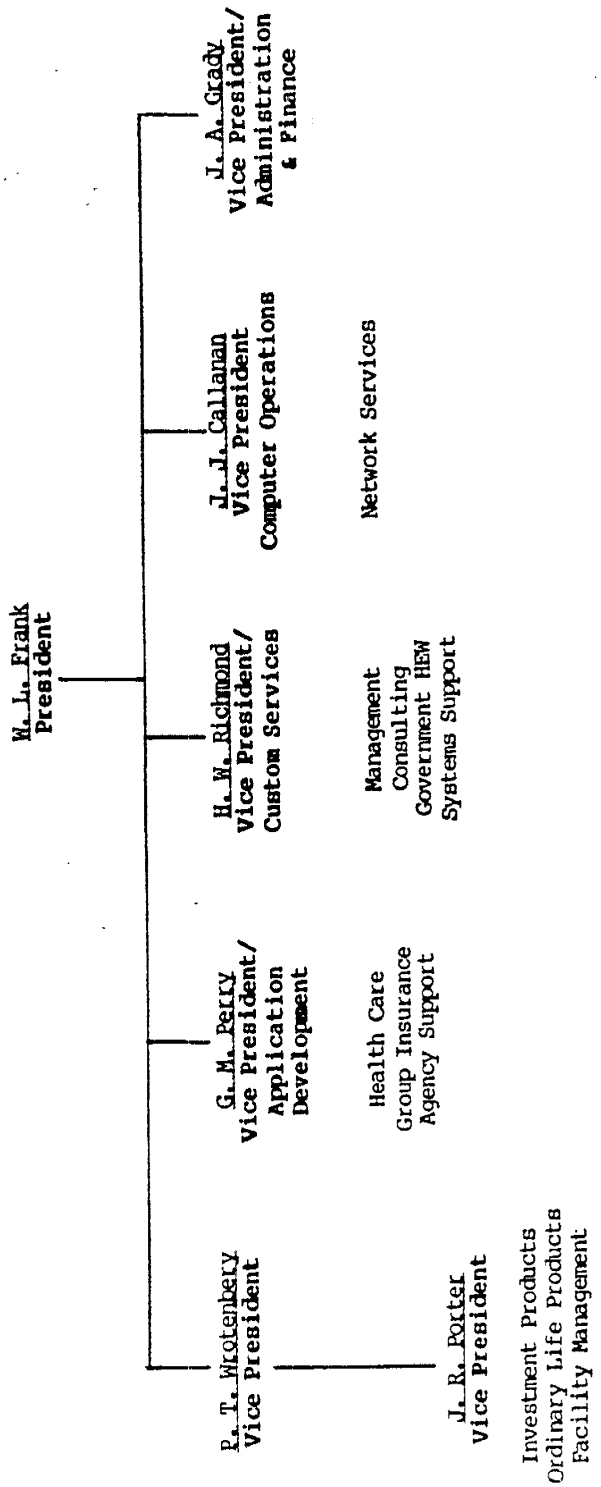 W. L. Frank
President
P. T. Wrotenbery
Vice President
J. R. Porter
Vice President
Investment Products
Ordinary Life Products
Facility Management
G. M. Perry
Vice President/
Application
Development
Health Care
Group Insurance
Agency Support
H. W. Richmond
Vice President/
Custom Services
Management
Consulting
Government HEW
Systems Support
J. J. Callanan
Vice President
Computer Operations
Network Services
J. A. Grady
Vice President/
Administration
& Finance